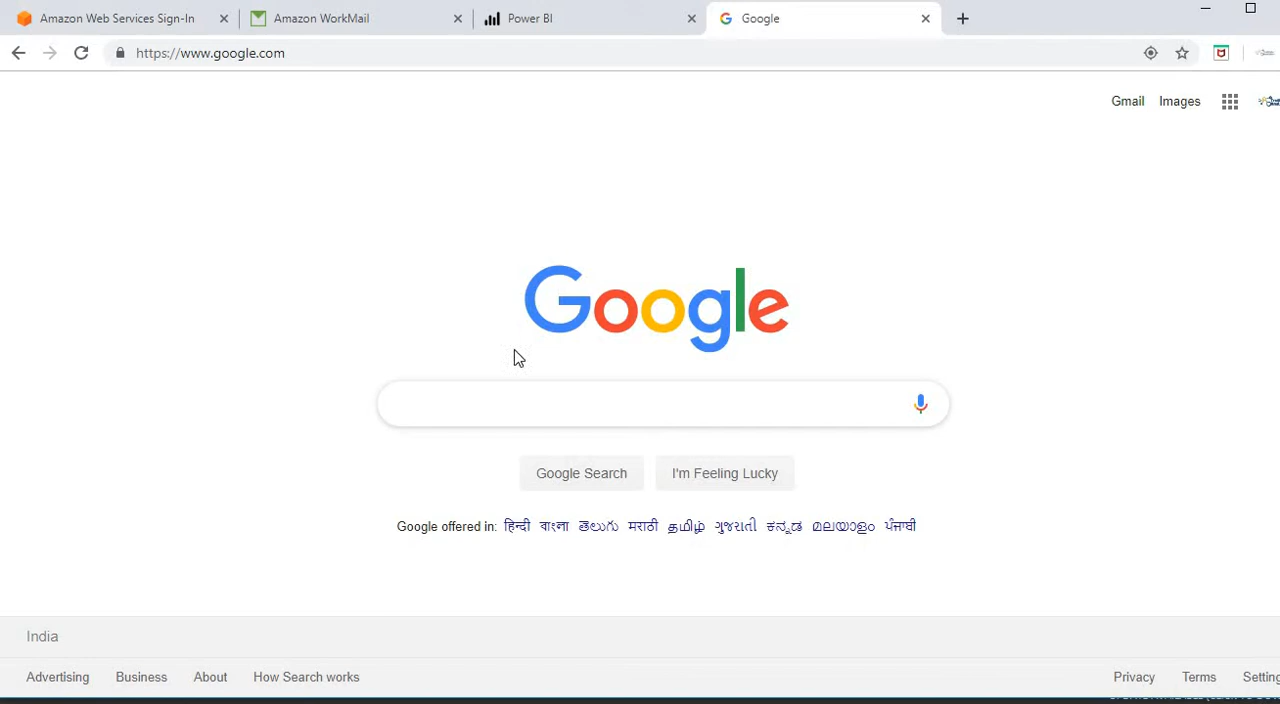 Amazon Web Services Sign-In Amazon WorkMail Power BI Google
https://www.google.com
Gmail Images
Google
Google Search I'm Feeling Lucky
Google offered in: हिन्दी বাংলা తెలుగు मराठी தமிழ் ગુજરાતી ಕನ್ನಡ മലയാളം ਪੰਜਾਬੀ
India
Advertising Business About How Search works Privacy Terms